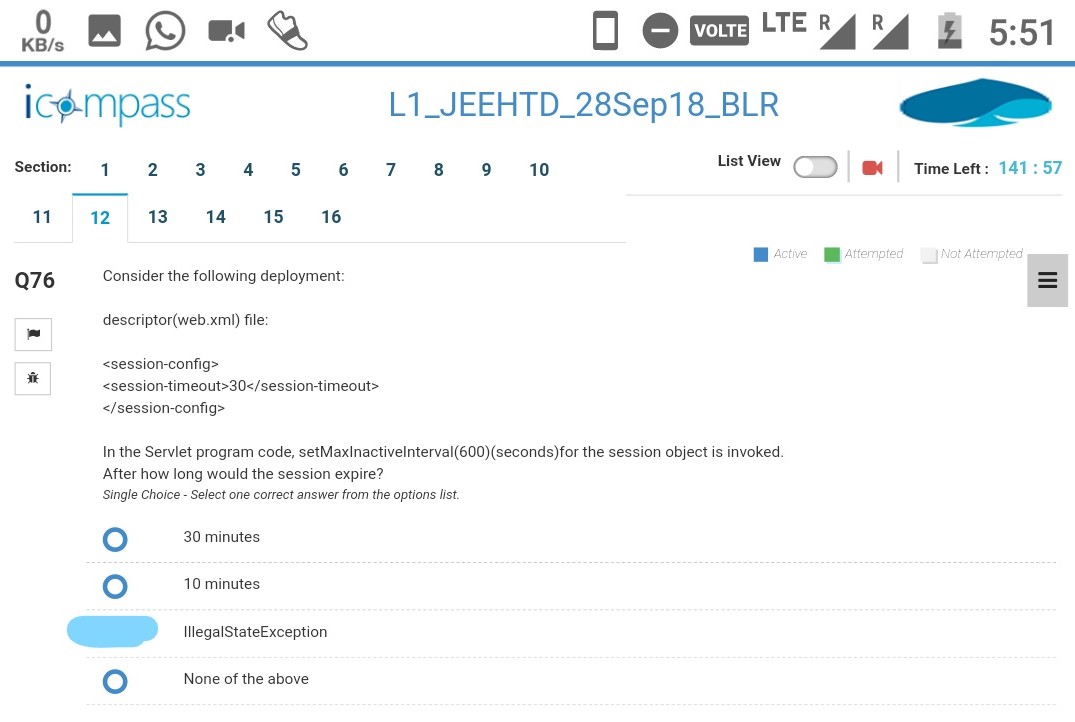 0
KB/s
VOLTE LTE R R 5:51
icompass
L1_JEEHTD_28Sep18_BLR
Section: 1 2 3 4 5 6 7 8 9 10
List View
Time Left : 141 : 57
11 12 13 14 15 16
Active Attempted Not Attempted
Q76
Consider the following deployment:
descriptor(web.xml) file:
<session-config>
<session-timeout>30</session-timeout>
</session-config>
In the Servlet program code, setMaxInactiveInterval(600)(seconds)for the session object is invoked.
After how long would the session expire?
Single Choice - Select one correct answer from the options list.
30 minutes
10 minutes
IllegalStateException
None of the above